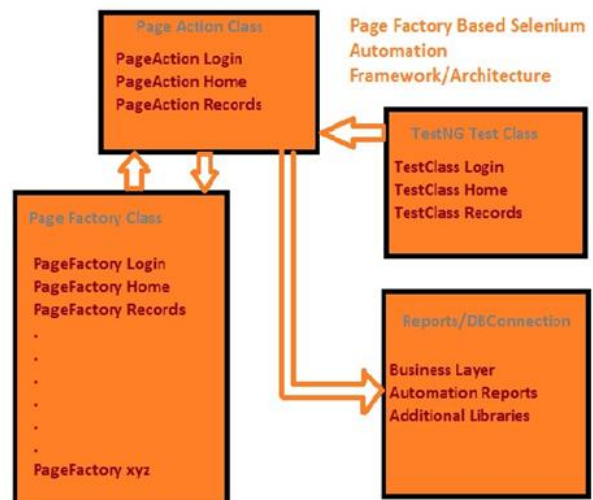 Page Action Class
PageAction Login
PageAction Home
PageAction Records
Page Factory Based Selenium
Automation
Framework/Architecture
TestNG Test Class
TestClass Login
TestClass Home
TestClass Records
Page Factory Class
PageFactory Login
PageFactory Home
PageFactory Records
.
.
.
.
.
.
PageFactory xyz
Reports/DBConnection
Business Layer
Automation Reports
Additional Libraries